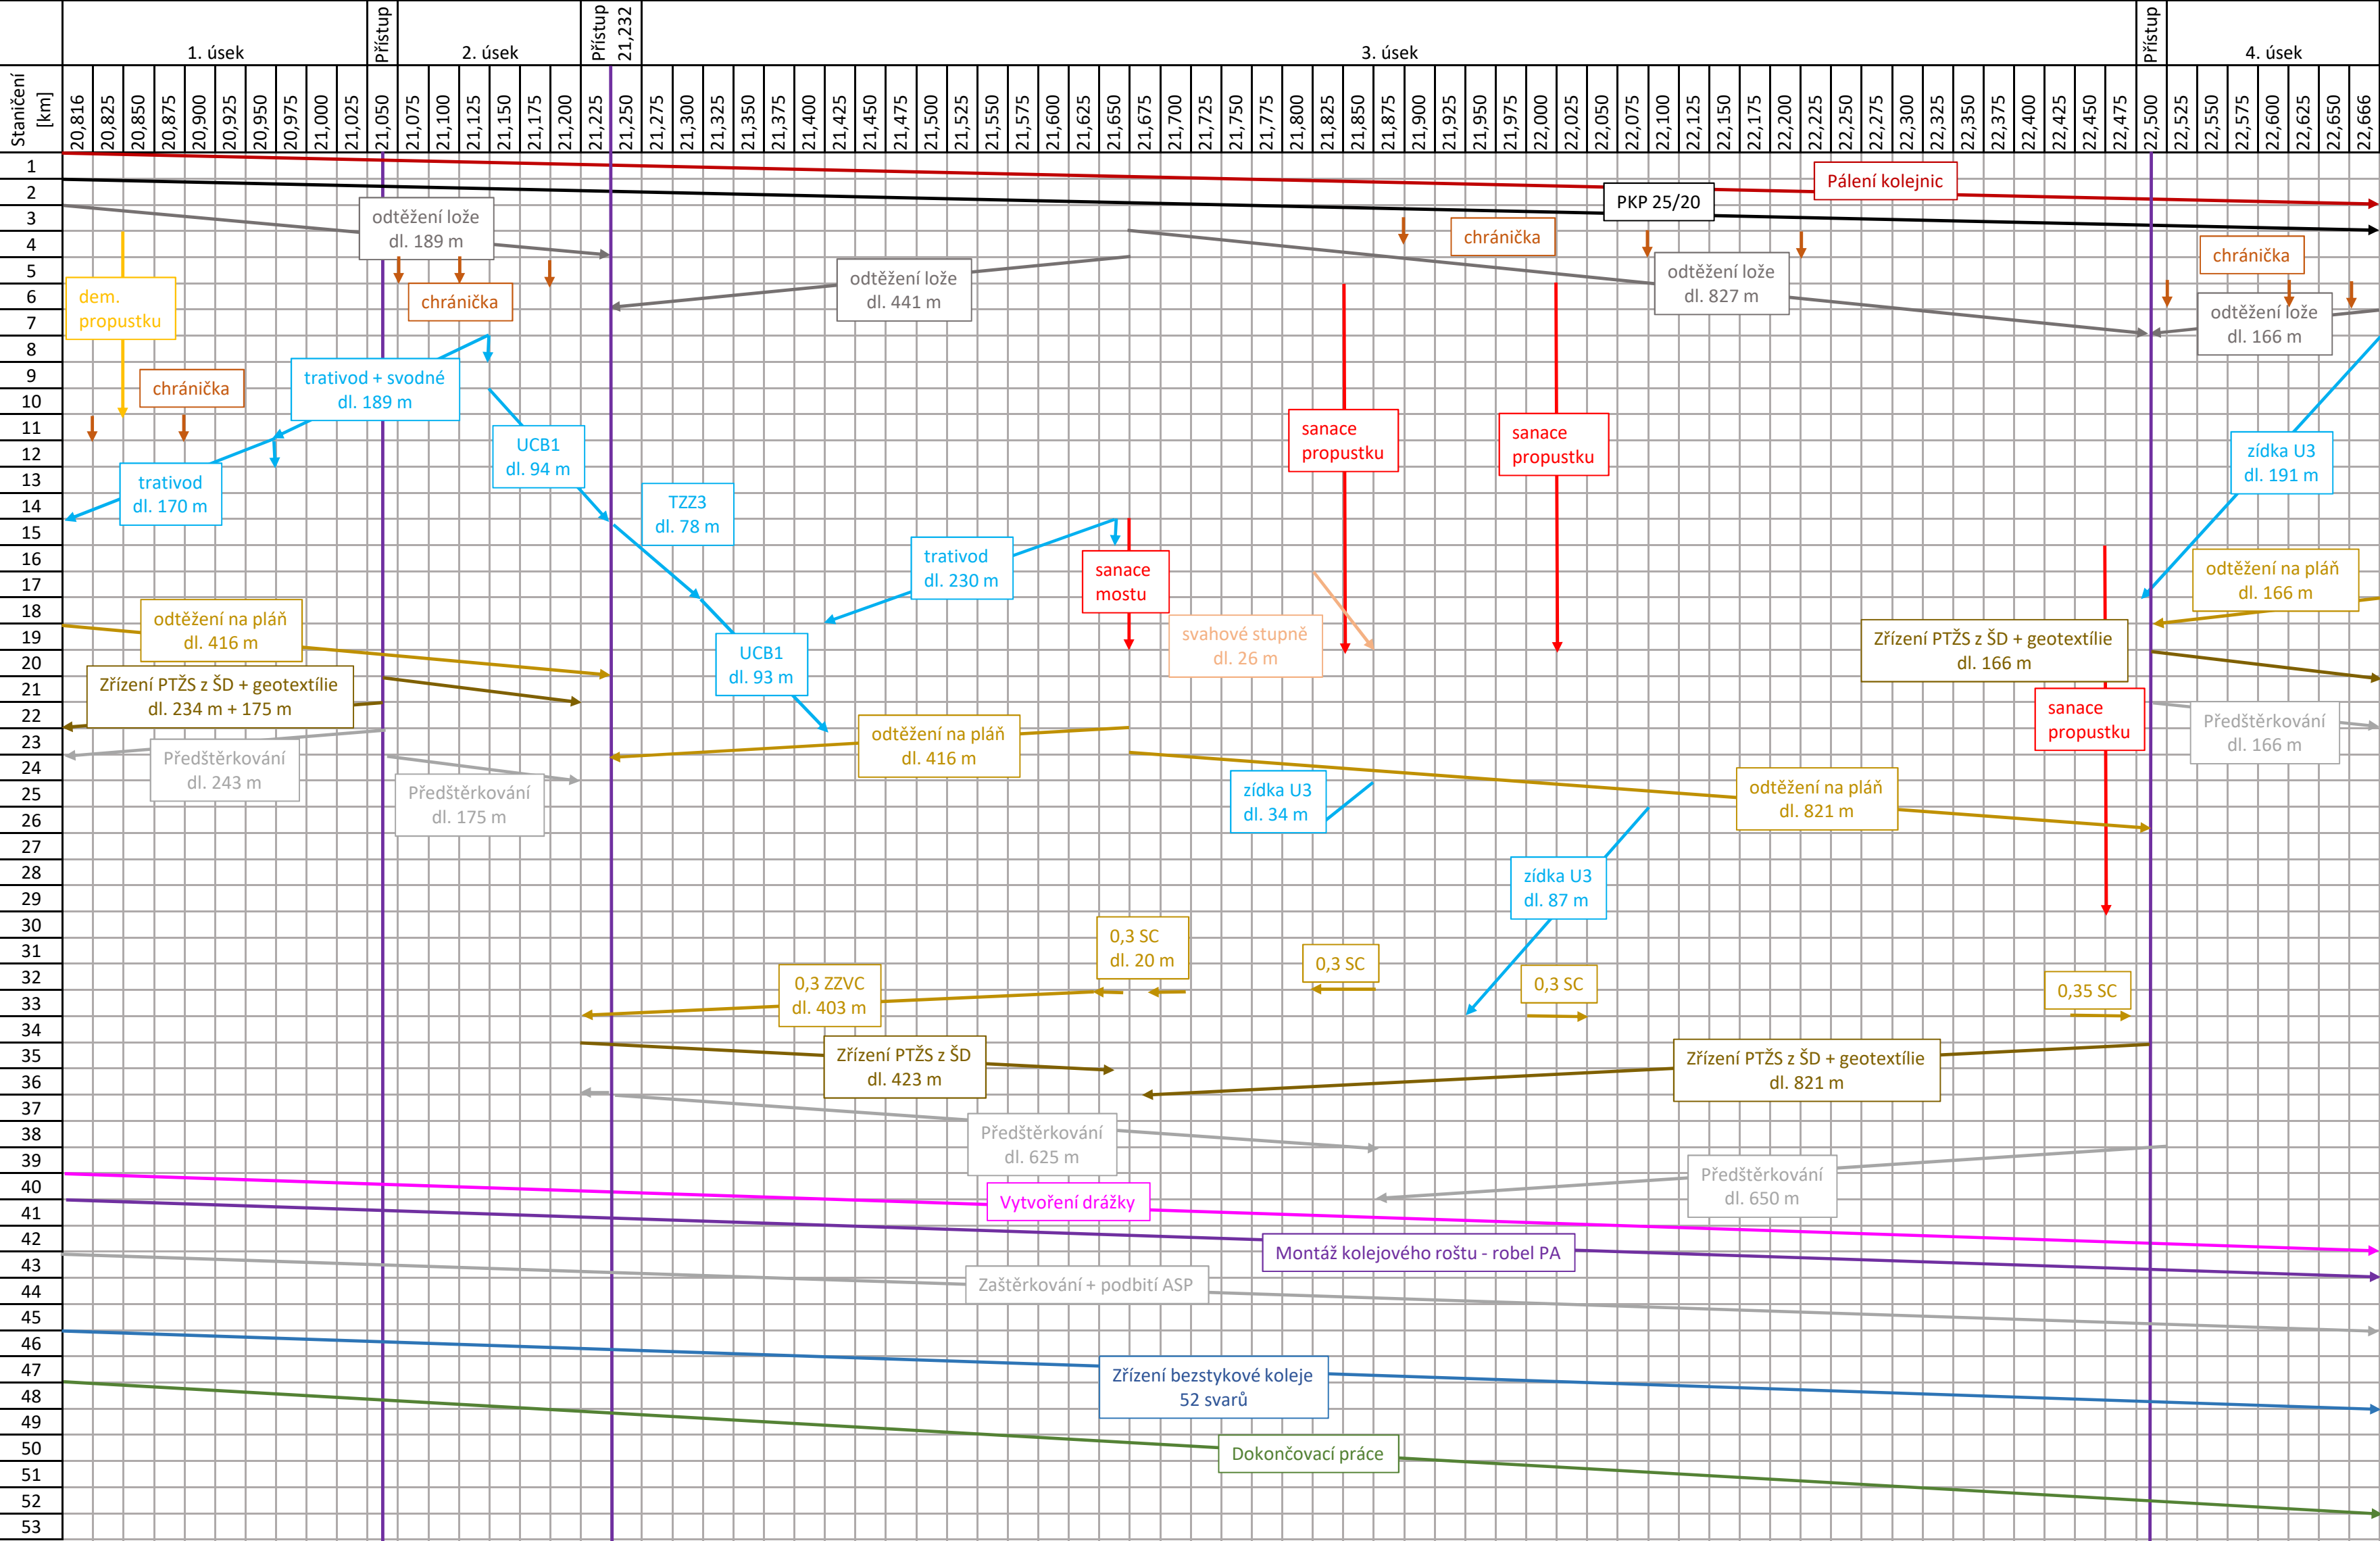 1. úsek
Přístup
2. úsek
Přístup
21,232
3. úsek
Přístup
4. úsek
Staničení
[km]
20,816
20,825
20,850
20,875
20,900
20,925
20,950
20,975
21,000
21,025
21,050
21,075
21,100
21,125
21,150
21,175
21,200
21,225
21,250
21,275
21,300
21,325
21,350
21,375
21,400
21,425
21,450
21,475
21,500
21,525
21,550
21,575
21,600
21,625
21,650
21,675
21,700
21,725
21,750
21,775
21,800
21,825
21,850
21,875
21,900
21,925
21,950
21,975
22,000
22,025
22,050
22,075
22,100
22,125
22,150
22,175
22,200
22,225
22,250
22,275
22,300
22,325
22,350
22,375
22,400
22,425
22,450
22,475
22,500
22,525
22,550
22,575
22,600
22,625
22,650
22,666
1
Pálení kolejnic
2
PKP 25/20
3
odtěžení lože
dl. 189 m
chránička
4
chránička
5
odtěžení lože
dl. 441 m
odtěžení lože
dl. 827 m
6
dem.
propustku
chránička
7
odtěžení lože
dl. 166 m
8
9
trativod + svodné
dl. 189 m
chránička
10
11
sanace
propustku
sanace
propustku
12
UCB1
dl. 94 m
zídka U3
dl. 191 m
13
trativod
dl. 170 m
14
TZZ3
dl. 78 m
15
16
trativod
dl. 230 m
odtěžení na pláň
dl. 166 m
17
sanace
mostu
18
odtěžení na pláň
dl. 416 m
19
svahové stupně
dl. 26 m
Zřízení PTŽS z ŠD + geotextílie
dl. 166 m
20
UCB1
dl. 93 m
21
Zřízení PTŽS z ŠD + geotextílie
dl. 234 m + 175 m
22
sanace
propustku
Předštěrkování
dl. 166 m
23
odtěžení na pláň
dl. 416 m
24
Předštěrkování
dl. 243 m
25
Předštěrkování
dl. 175 m
zídka U3
dl. 34 m
odtěžení na pláň
dl. 821 m
26
27
28
zídka U3
dl. 87 m
29
30
0,3 SC
dl. 20 m
31
0,3 SC
32
0,3 ZZVC
dl. 403 m
0,3 SC
0,35 SC
33
34
35
Zřízení PTŽS z ŠD
dl. 423 m
Zřízení PTŽS z ŠD + geotextílie
dl. 821 m
36
37
38
Předštěrkování
dl. 625 m
39
Předštěrkování
dl. 650 m
40
Vytvoření drážky
41
42
Montáž kolejového roštu - robel PA
43
Zaštěrkování + podbití ASP
44
45
46
47
Zřízení bezstykové koleje
52 svarů
48
49
50
Dokončovací práce
51
52
53